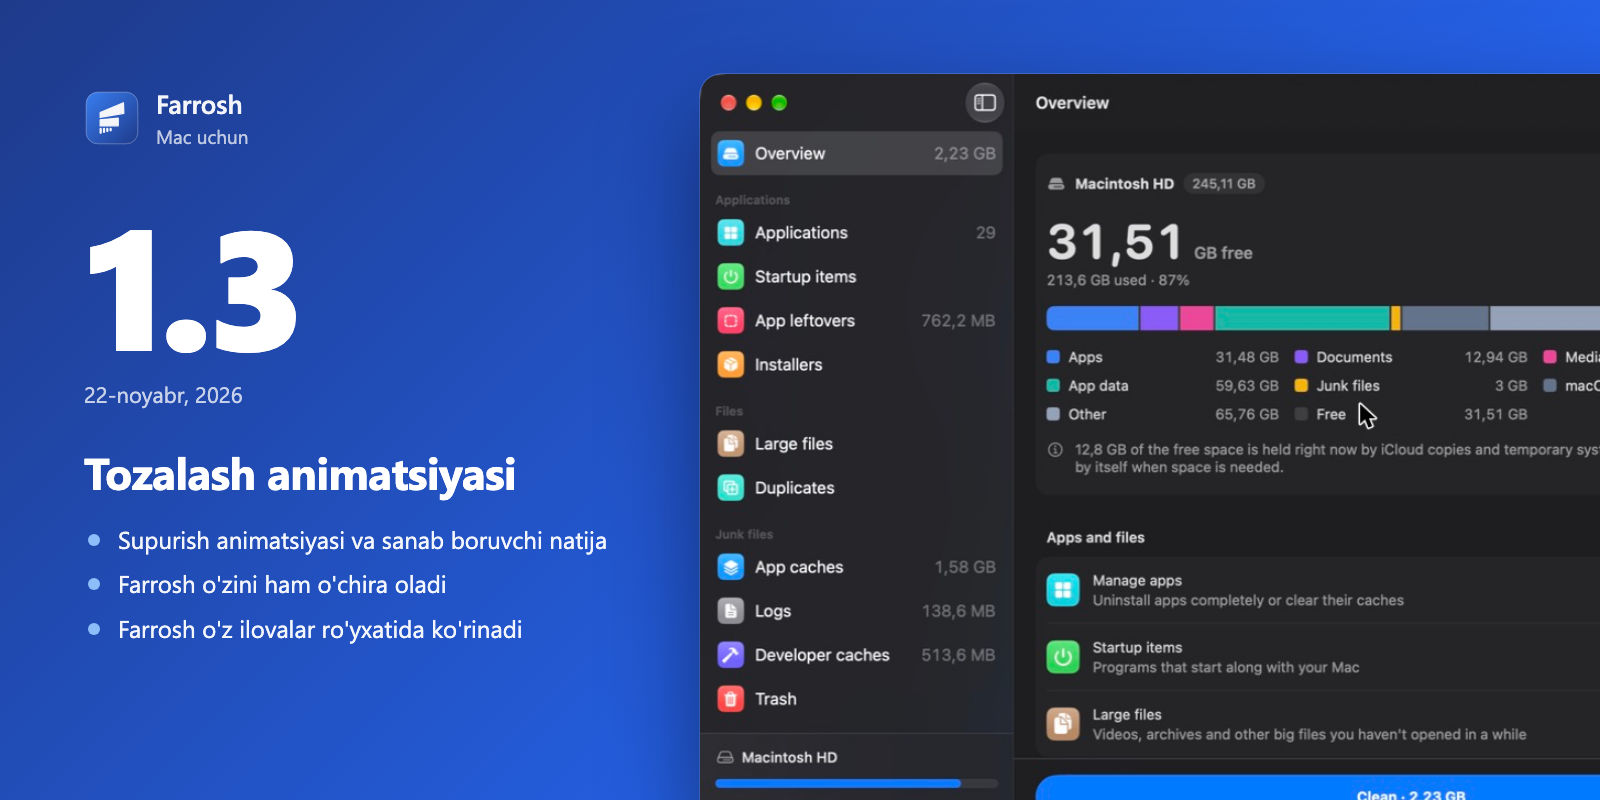 Farrosh
Mac uchun
1.3
22-noyabr, 2026
Tozalash animatsiyasi
Supurish animatsiyasi va sanab boruvchi natija
Farrosh o'zini ham o'chira oladi
Farrosh o'z ilovalar ro'yxatida ko'rinadi
Overview 2,23 GB
Applications
Applications 29
Startup items
App leftovers 762,2 MB
Installers
Files
Large files
Duplicates
Junk files
App caches 1,58 GB
Logs 138,6 MB
Developer caches 513,6 MB
Trash
Macintosh HD
Overview
Macintosh HD 245,11 GB
31,51 GB free
213,6 GB used · 87%
Apps 31,48 GB Documents 12,94 GB
App data 59,63 GB Junk files 3 GB
Other 65,76 GB Free 31,51 GB
12,8 GB of the free space is held right now by iCloud copies and temporary
by itself when space is needed.
Apps and files
Manage apps
Uninstall apps completely or clear their caches
Startup items
Programs that start along with your Mac
Large files
Videos, archives and other big files you haven't opened in a while
Clean · 2,23 GB